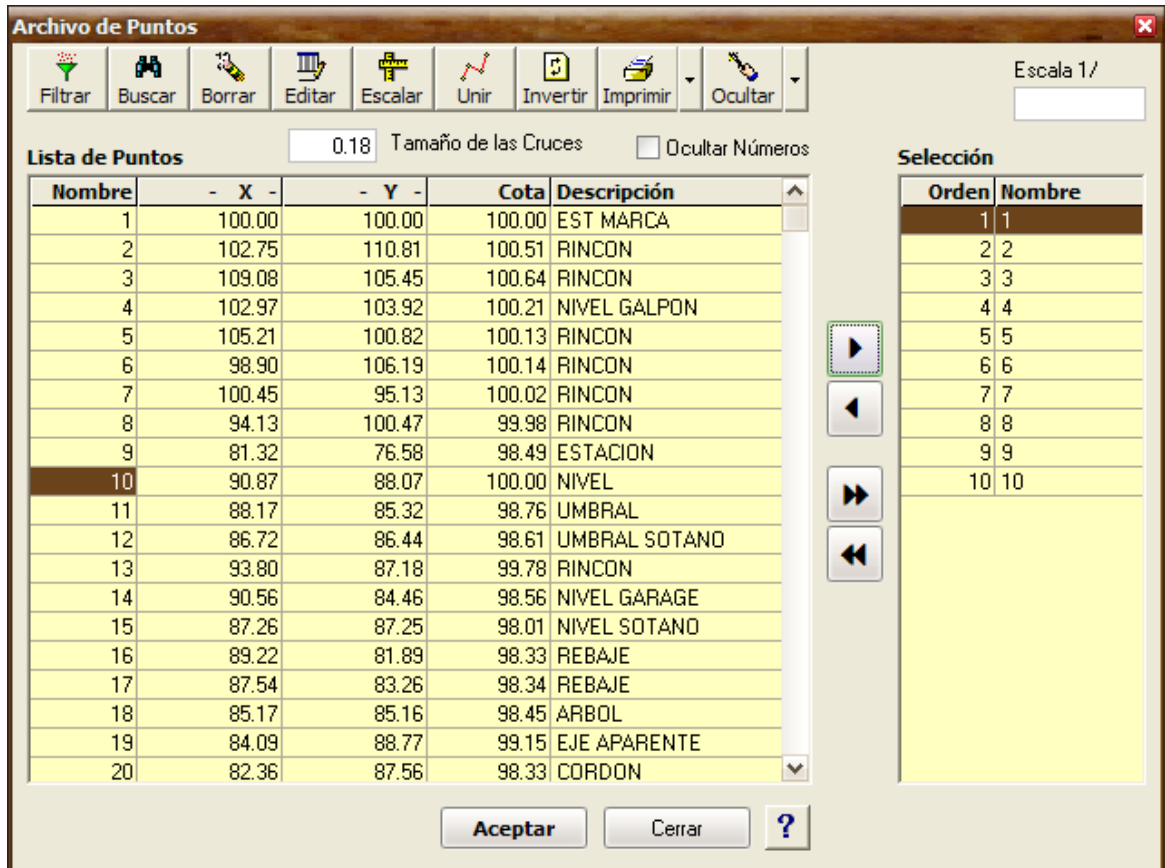 Archivo de Puntos
Filtrar Buscar Borrar Editar Escalar Unir Invertir Imprimir Ocultar
Escala 1/
0.18 Tamaño de las Cruces Ocultar Números
Lista de Puntos
Nombre - X - - Y - Cota Descripción
1 100.00 100.00 100.00 EST MARCA
2 102.75 110.81 100.51 RINCON
3 109.08 105.45 100.64 RINCON
4 102.97 103.92 100.21 NIVEL GALPON
5 105.21 100.82 100.13 RINCON
6 98.90 106.19 100.14 RINCON
7 100.45 95.13 100.02 RINCON
8 94.13 100.47 99.98 RINCON
9 81.32 76.58 98.49 ESTACION
10 90.87 88.07 100.00 NIVEL
11 88.17 85.32 98.76 UMBRAL
12 86.72 86.44 98.61 UMBRAL SOTANO
13 93.80 87.18 99.78 RINCON
14 90.56 84.46 98.56 NIVEL GARAGE
15 87.26 87.25 98.01 NIVEL SOTANO
16 89.22 81.89 98.33 REBAJE
17 87.54 83.26 98.34 REBAJE
18 85.17 85.16 98.45 ARBOL
19 84.09 88.77 99.15 EJE APARENTE
20 82.36 87.56 98.33 CORDON
Selección
Orden Nombre
1 1
2 2
3 3
4 4
5 5
6 6
7 7
8 8
9 9
10 10
Aceptar Cerrar ?